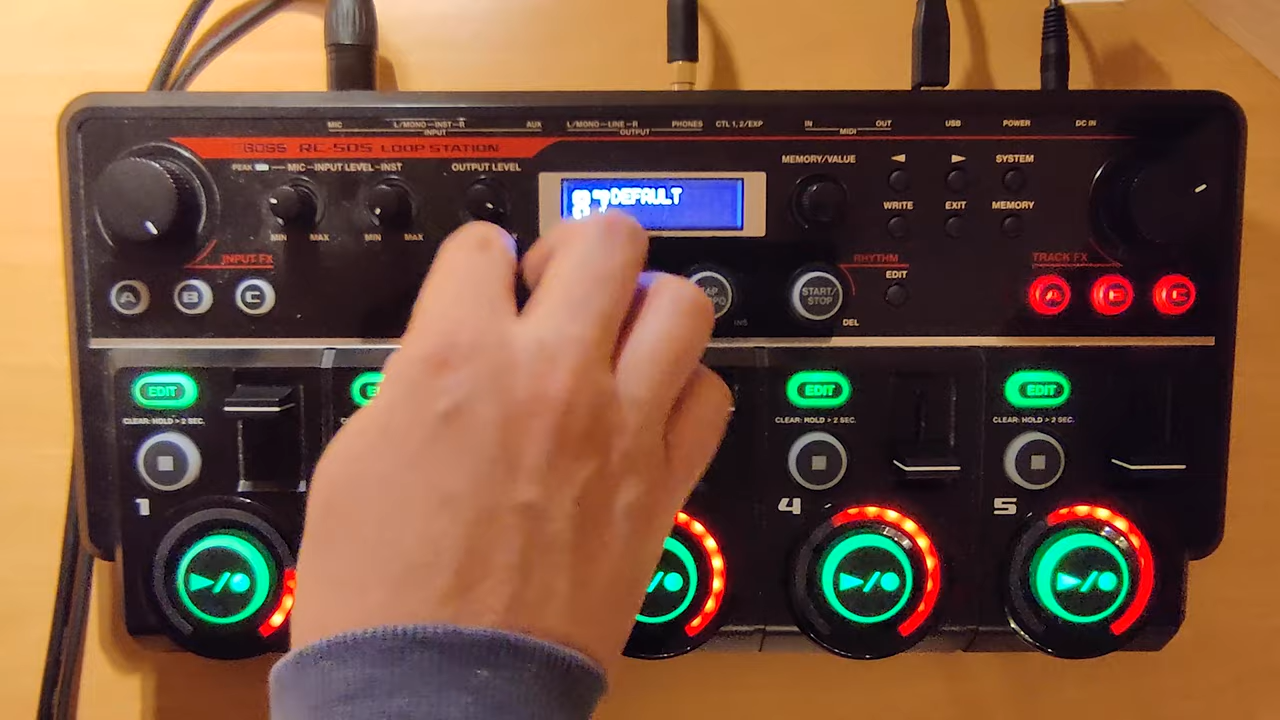 MIC L/MONO—INST—R AUX L/MONO—LINE—R PHONES CTL 1, 2/EXP IN OUT USB POWER DC IN
INPUT OUTPUT MIDI
BOSS RC-505 LOOP STATION
PEAK MIC—INPUT LEVEL—INST OUTPUT LEVEL MEMORY/VALUE ◄ ► SYSTEM
DEFAULT
WRITE EXIT MEMORY
MIN MAX MIN MAX
INPUT FX RHYTHM TRACK FX
EDIT
A B C START/STOP A B C
DEL
EDIT EDIT EDIT
CLEAR: HOLD > 2 SEC. CLEAR: HOLD > 2 SEC. CLEAR: HOLD > 2 SEC.
1 4 5